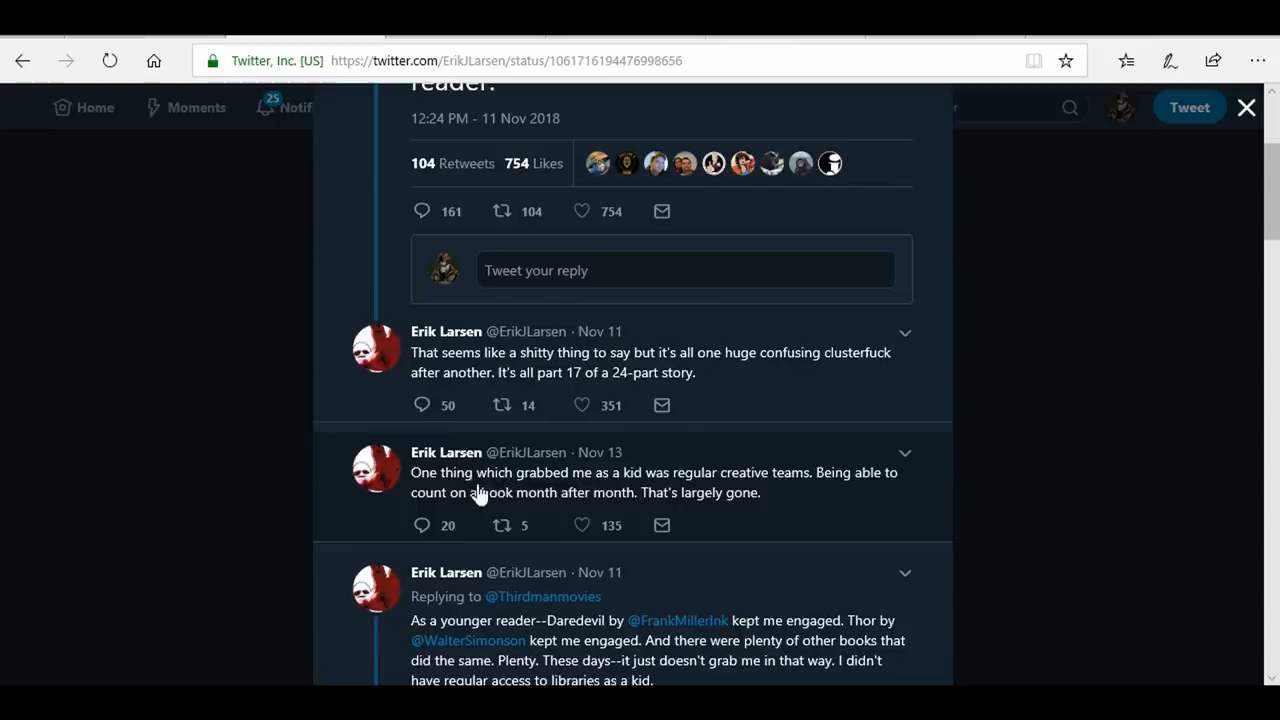 Twitter, Inc. [US] https://twitter.com/ErikJLarsen/status/1061716194476998656
reader.
Home Moments 25 Notif r Tweet
12:24 PM - 11 Nov 2018
104 Retweets 754 Likes
161 104 754
Tweet your reply
Erik Larsen @ErikJLarsen · Nov 11
That seems like a shitty thing to say but it's all one huge confusing clusterfuck
after another. It's all part 17 of a 24-part story.
50 14 351
Erik Larsen @ErikJLarsen · Nov 13
One thing which grabbed me as a kid was regular creative teams. Being able to
count on a book month after month. That's largely gone.
20 5 135
Erik Larsen @ErikJLarsen · Nov 11
Replying to @Thirdmanmovies
As a younger reader--Daredevil by @FrankMillerInk kept me engaged. Thor by
@WalterSimonson kept me engaged. And there were plenty of other books that
did the same. Plenty. These days--it just doesn't grab me in that way. I didn't
have regular access to libraries as a kid.